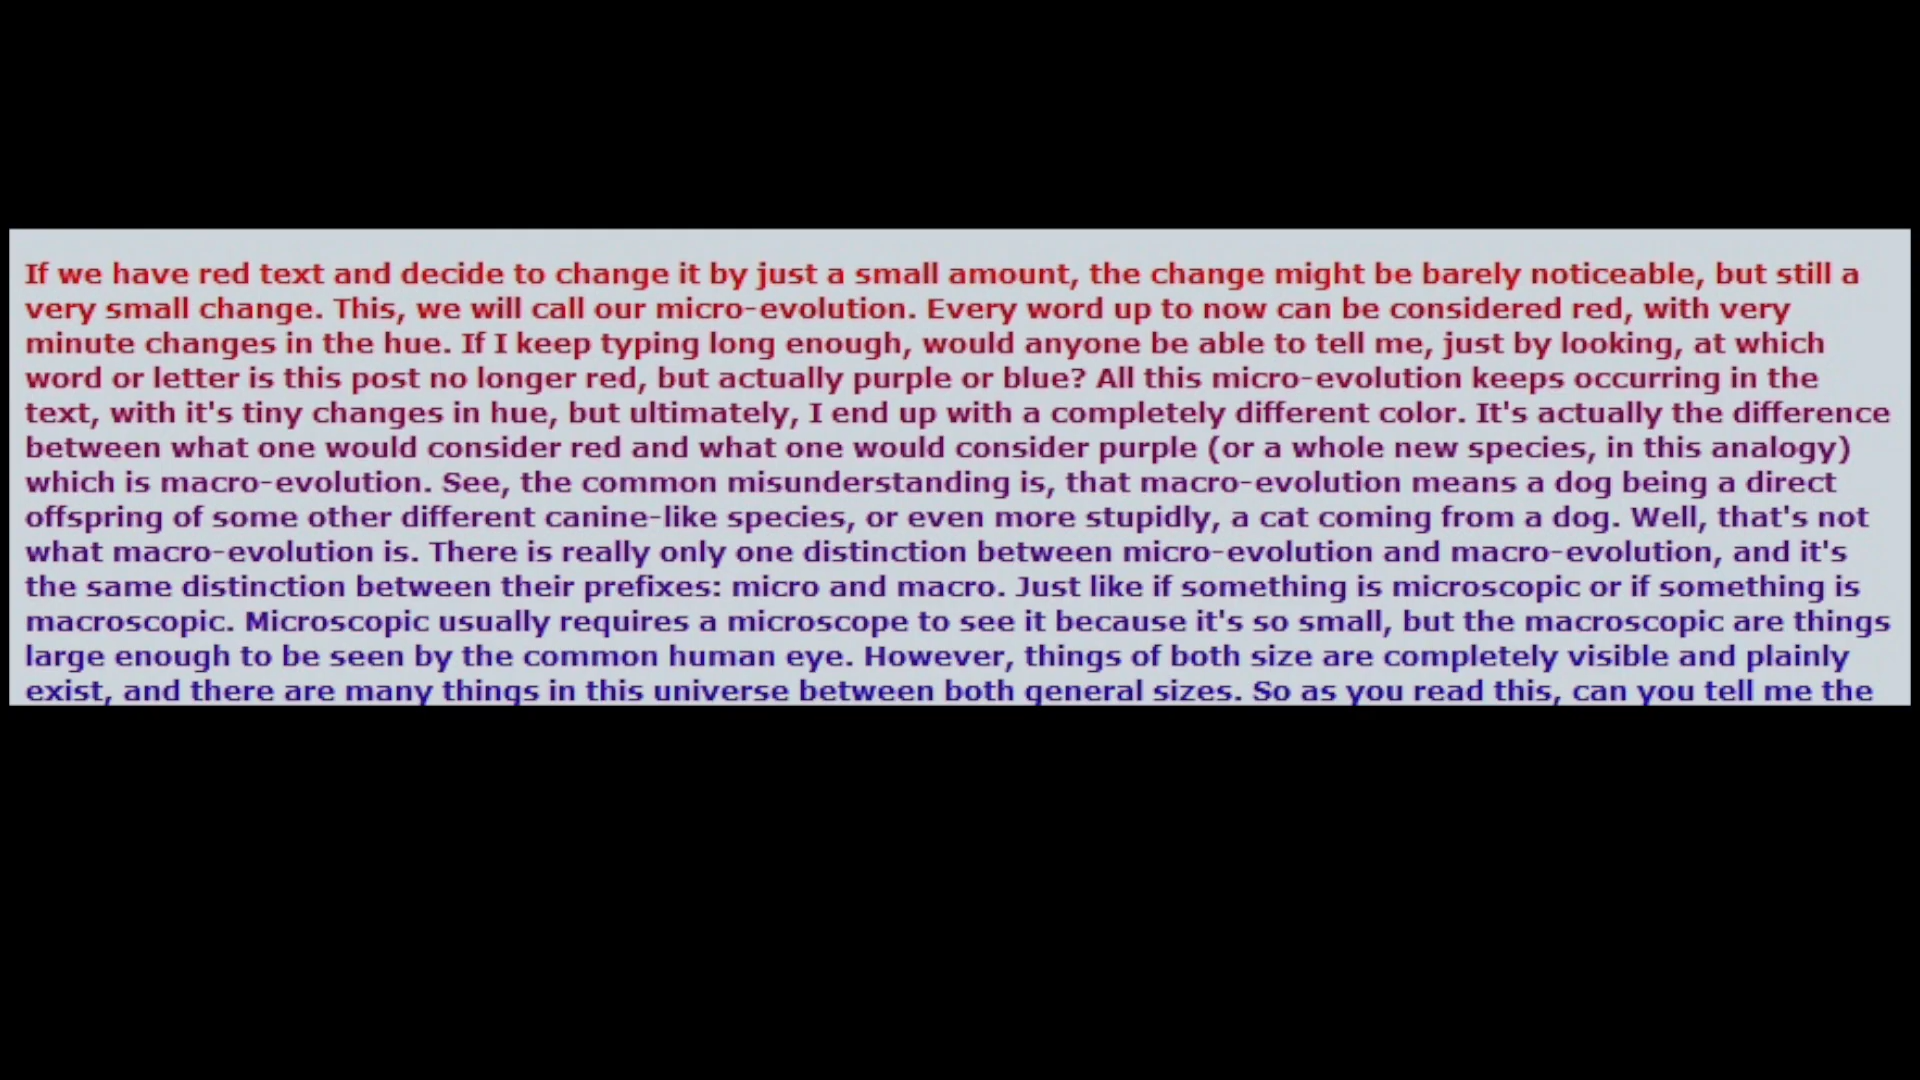 If we have red text and decide to change it by just a small amount, the change might be barely noticeable, but still a
very small change. This, we will call our micro-evolution. Every word up to now can be considered red, with very
minute changes in the hue. If I keep typing long enough, would anyone be able to tell me, just by looking, at which
word or letter is this post no longer red, but actually purple or blue? All this micro-evolution keeps occurring in the
text, with it's tiny changes in hue, but ultimately, I end up with a completely different color. It's actually the difference
between what one would consider red and what one would consider purple (or a whole new species, in this analogy)
which is macro-evolution. See, the common misunderstanding is, that macro-evolution means a dog being a direct
offspring of some other different canine-like species, or even more stupidly, a cat coming from a dog. Well, that's not
what macro-evolution is. There is really only one distinction between micro-evolution and macro-evolution, and it's
the same distinction between their prefixes: micro and macro. Just like if something is microscopic or if something is
macroscopic. Microscopic usually requires a microscope to see it because it's so small, but the macroscopic are things
large enough to be seen by the common human eye. However, things of both size are completely visible and plainly
exist, and there are many things in this universe between both general sizes. So as you read this, can you tell me the